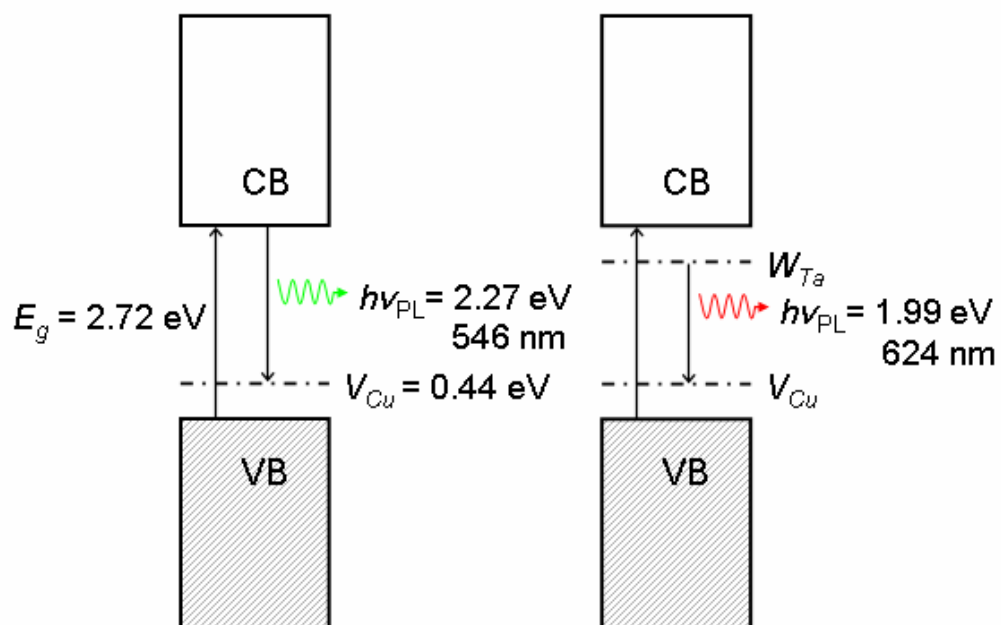 CB
E_g = 2.72 eV
hν_PL = 2.27 eV
546 nm
V_Cu = 0.44 eV
VB
CB
W_Ta
hν_PL = 1.99 eV
624 nm
V_Cu
VB